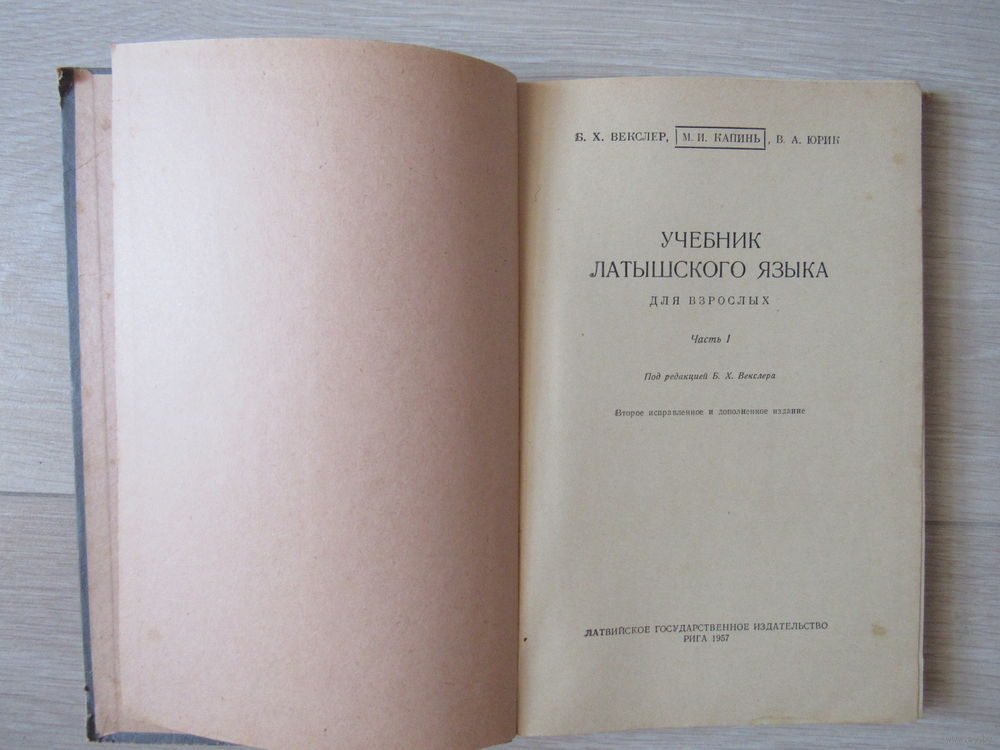 Б. Х. ВЕКСЛЕР, М. И. КАПИНЬ, В. А. ЮРИК
УЧЕБНИК
ЛАТЫШСКОГО ЯЗЫКА
ДЛЯ ВЗРОСЛЫХ
Часть I
Под редакцией Б. Х. Векслера
Второе исправленное и дополненное издание
ЛАТВИЙСКОЕ ГОСУДАРСТВЕННОЕ ИЗДАТЕЛЬСТВО
РИГА 1957